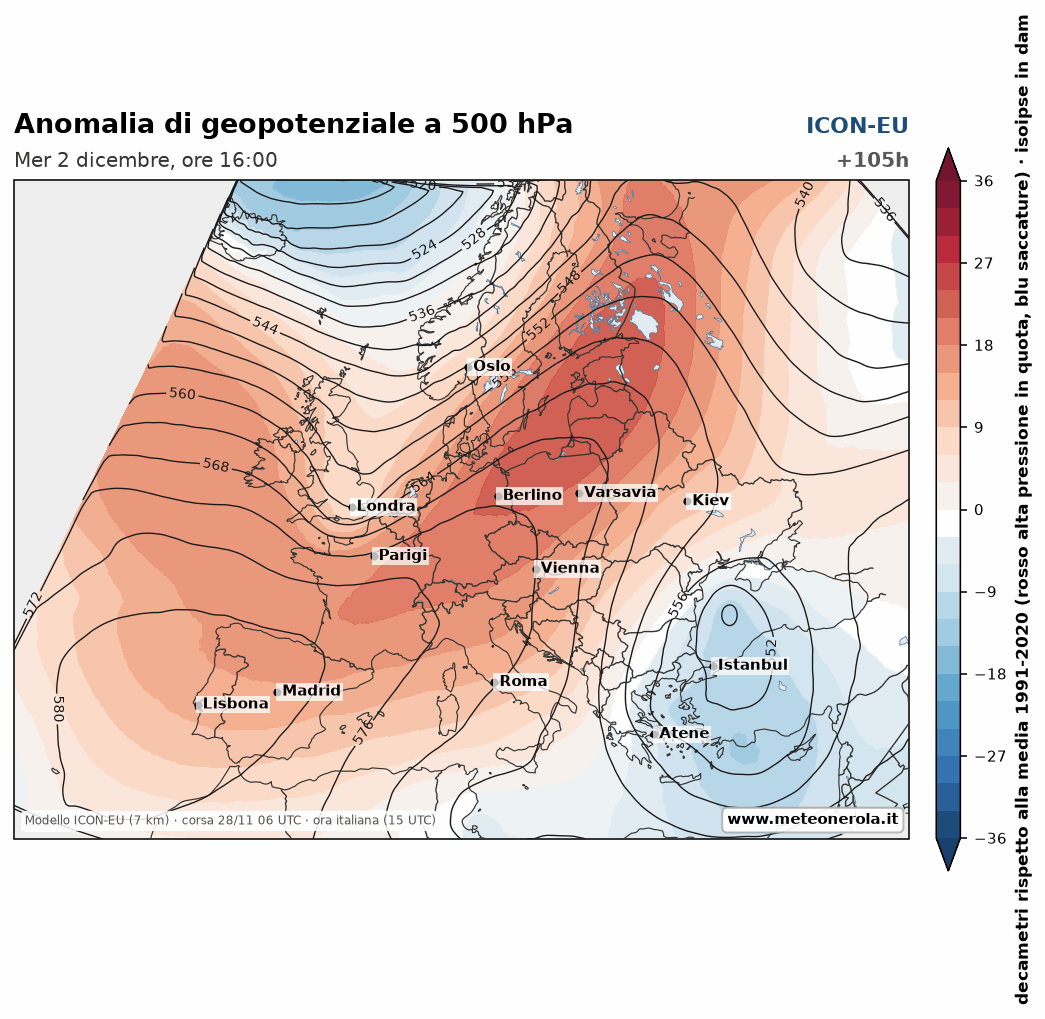 Anomalia di geopotenziale a 500 hPa
ICON-EU
Mer 2 dicembre, ore 16:00
+105h
540
536
524
528
536
548
544
552
560
568
564
572
556
52
580
576
Oslo
Londra
Berlino
Varsavia
Kiev
Parigi
Vienna
Istanbul
Roma
Madrid
Lisbona
Atene
Modello ICON-EU (7 km) · corsa 28/11 06 UTC · ora italiana (15 UTC)
www.meteonerola.it
36
27
18
9
0
−9
−18
−27
−36
decametri rispetto alla media 1991-2020 (rosso alta pressione in quota, blu saccature) · isoipse in dam